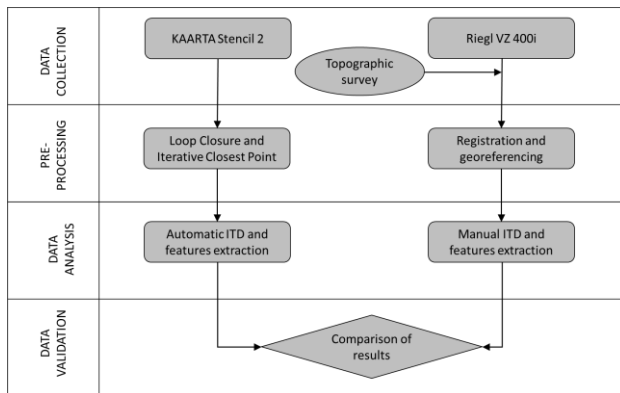 DATA
COLLECTION
KAARTA Stencil 2
Riegl VZ 400i
Topographic
survey
PRE-
PROCESSING
Loop Closure and
Iterative Closest Point
Registration and
georeferencing
DATA
ANALYSIS
Automatic ITD and
features extraction
Manual ITD and
features extraction
DATA
VALIDATION
Comparison of
results